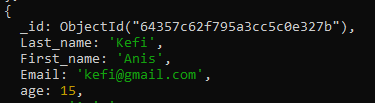 {
_id: ObjectId("64357c62f795a3cc5c0e327b"),
Last_name: 'Kefi',
First_name: 'Anis',
Email: 'kefi@gmail.com',
age: 15,